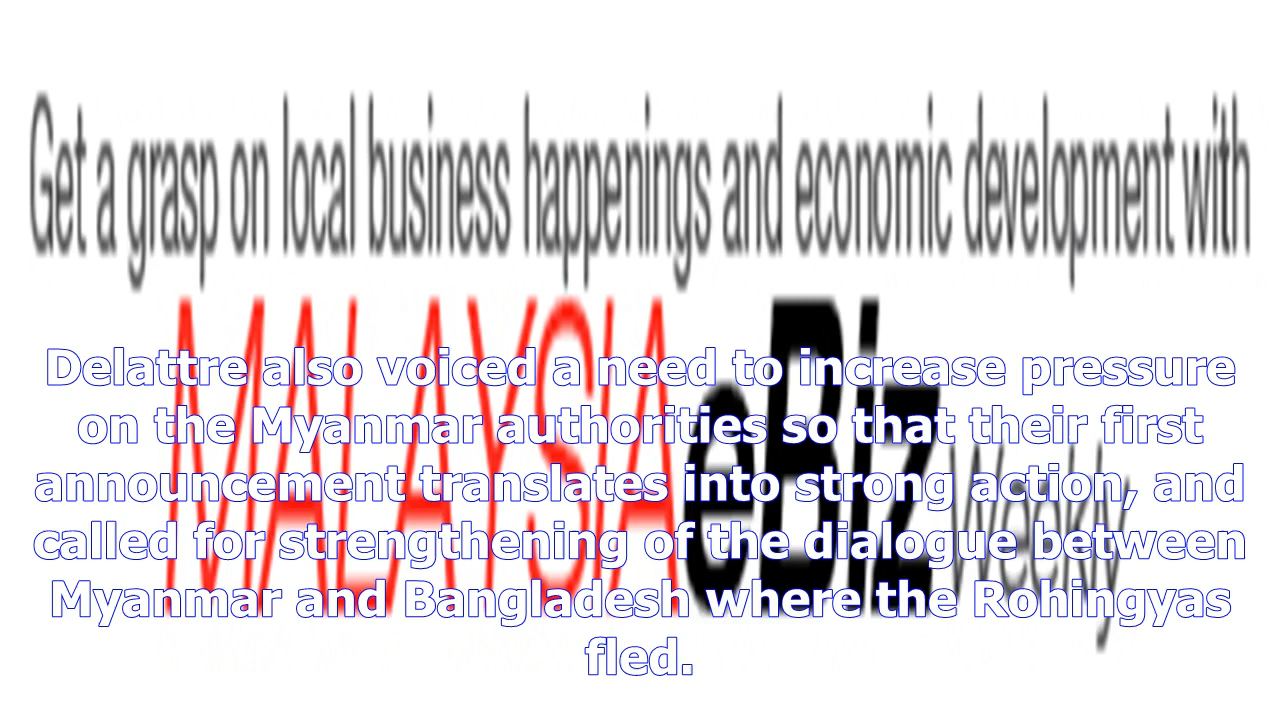 Get a grasp on local business happenings and economic development with
MALAYSIA eBiz Weekly
Delattre also voiced a need to increase pressure
on the Myanmar authorities so that their first
announcement translates into strong action, and
called for strengthening of the dialogue between
Myanmar and Bangladesh where the Rohingyas
fled.